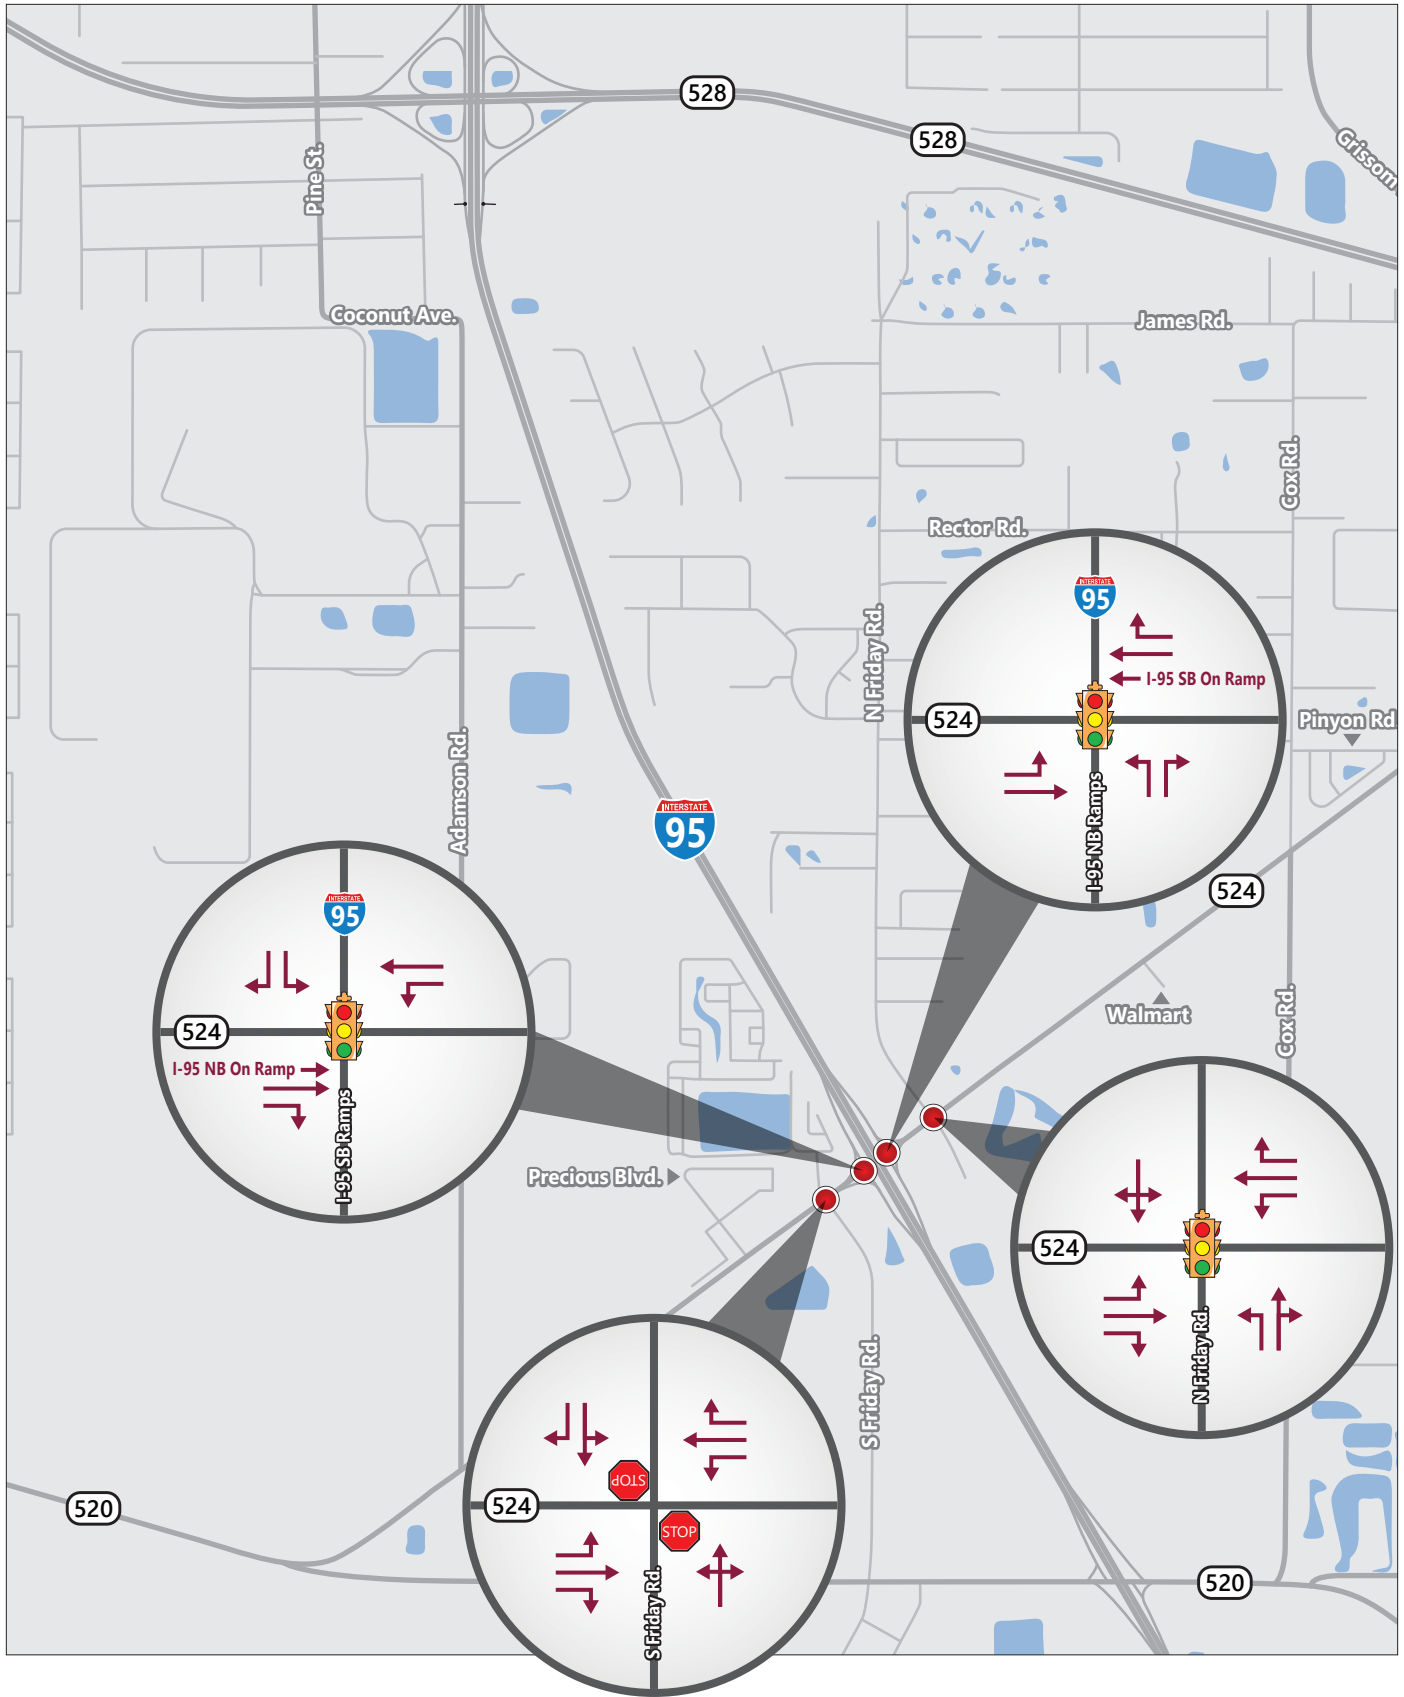 528
528
Grissom
Pine St.
Coconut Ave.
James Rd.
Cox Rd.
Rector Rd.
INTERSTATE
95
I-95 SB On Ramp
524
I-95 NB Ramps
N Friday Rd.
Pinyon Rd
Adamson Rd.
INTERSTATE
95
524
INTERSTATE
95
524
I-95 NB On Ramp
I-95 SB Ramps
Walmart
Cox Rd.
Precious Blvd.
524
N Friday Rd.
S Friday Rd.
STOP
524
STOP
S Friday Rd.
520
520